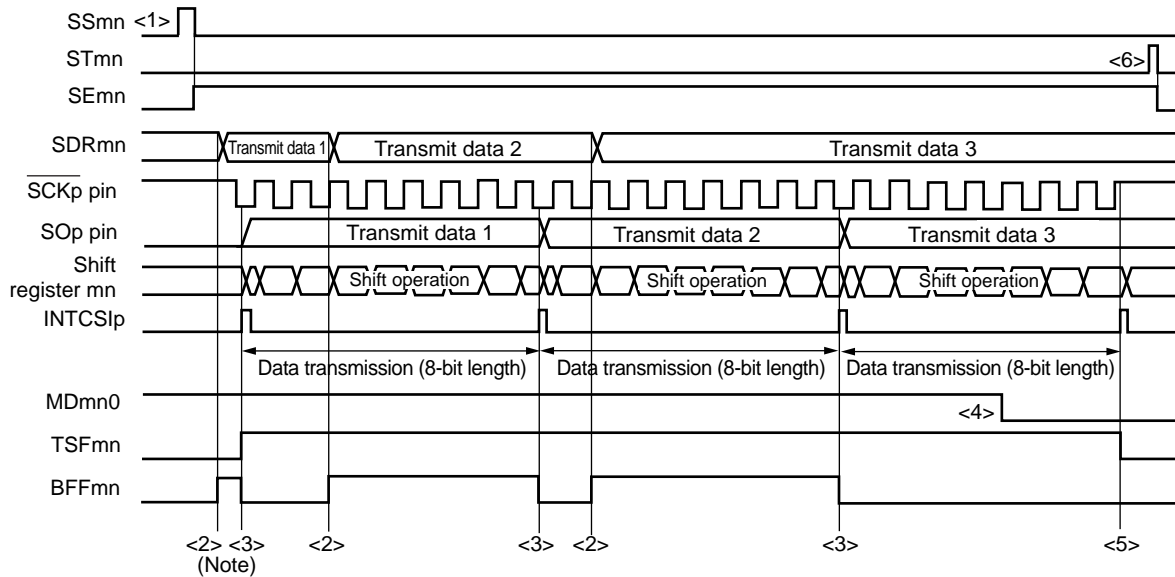 SSmn <1>
STmn <6>
SEmn
SDRmn Transmit data 1 Transmit data 2 Transmit data 3
SCKp pin
SOp pin Transmit data 1 Transmit data 2 Transmit data 3
Shift
register mn Shift operation Shift operation Shift operation
INTCSIp
Data transmission (8-bit length) Data transmission (8-bit length) Data transmission (8-bit length)
MDmn0 <4>
TSFmn
BFFmn
<2> <3> <2> <3> <2> <3> <5>
(Note)